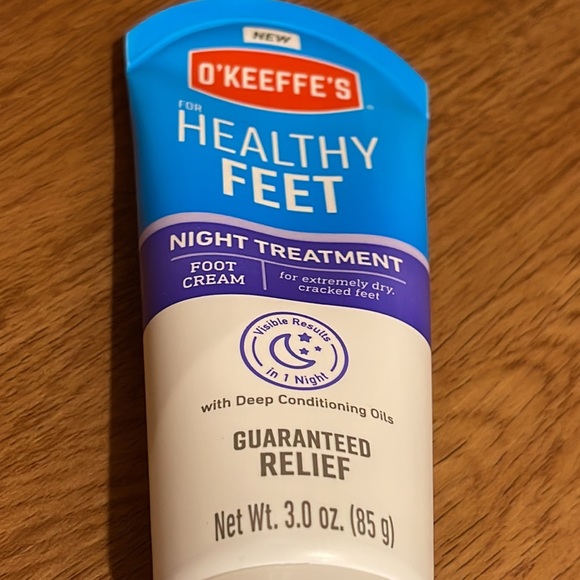 NEW
O'KEEFFE'S
FOR
HEALTHY
FEET
NIGHT TREATMENT
FOOT
CREAM
for extremely dry,
cracked feet
Visible Results
in 1 Night
with Deep Conditioning Oils
GUARANTEED
RELIEF
Net Wt. 3.0 oz. (85 g)